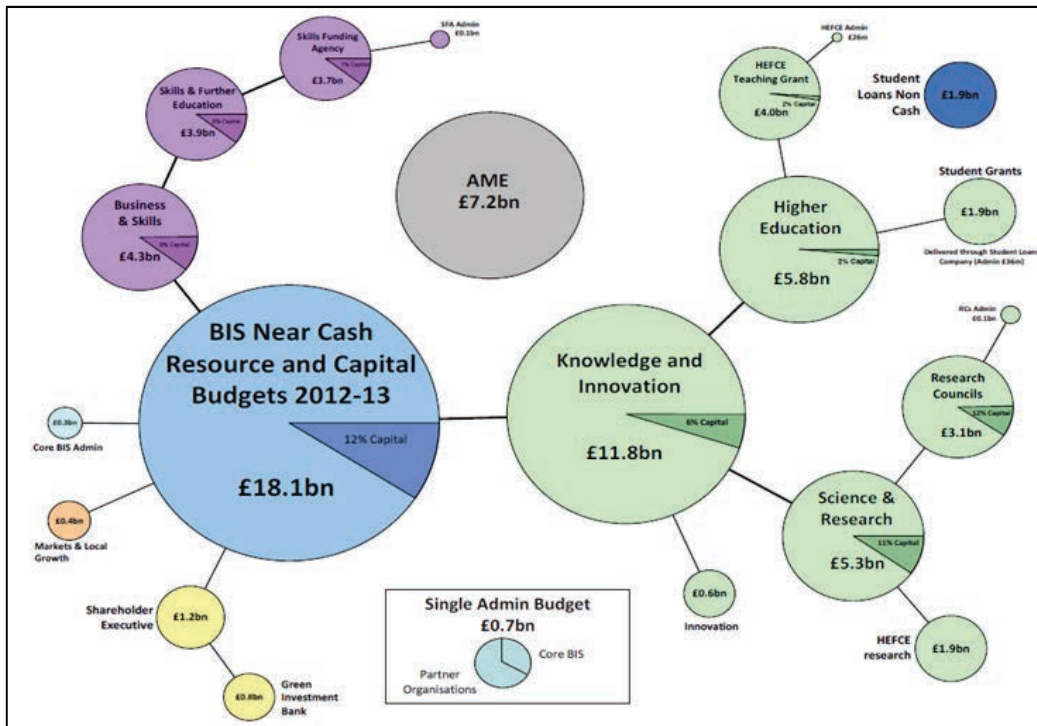 SFA Admin
£0.1bn
Skills Funding
Agency
7% Capital
£3.7bn
Skills & Further
Education
£3.9bn
Business
& Skills
£4.3bn
AME
£7.2bn
HEFCE Admin
£26m
HEFCE
Teaching Grant
2% Capital
£4.0bn
Student
Loans Non
Cash
£1.9bn
Higher
Education
2% Capital
£5.8bn
Student Grants
£1.9bn
Delivered through Student Loans
Company (Admin £36m)
BIS Near Cash
Resource and Capital
Budgets 2012-13
12% Capital
£18.1bn
Knowledge and
Innovation
6% Capital
£11.8bn
RCs Admin
£0.1bn
Research
Councils
12% Capital
£3.1bn
Science &
Research
11% Capital
£5.3bn
HEFCE
research
£1.9bn
£0.6bn
Innovation
£0.3bn
Core BIS Admin
£0.4bn
Markets & Local
Growth
Shareholder
Executive
£1.2bn
£0.8bn
Green
Investment
Bank
Single Admin Budget
£0.7bn
Core BIS
Partner
Organisations